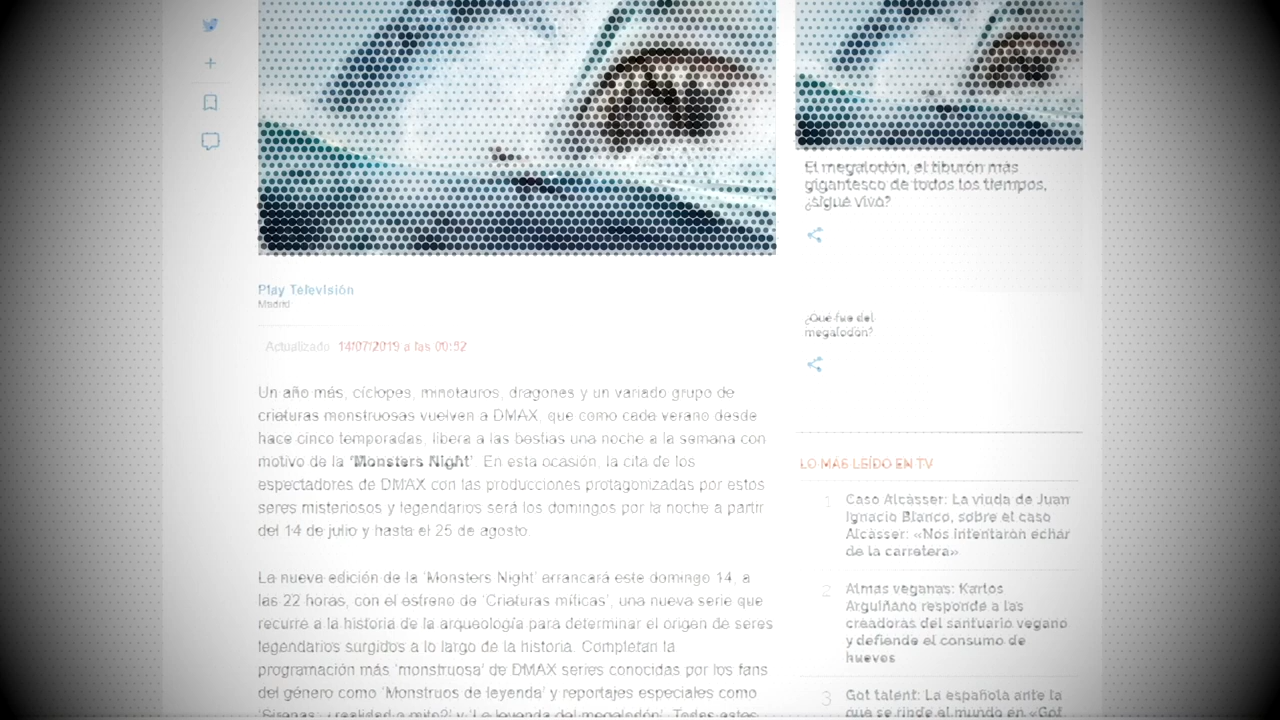 El megalodón, el tiburón más
gigantesco de todos los tiempos,
¿sigue vivo?
¿Qué fue del
megalodón?
Play Televisión
Madrid
Actualizado 14/07/2019 a las 00:52
Un año más, cíclopes, minotauros, dragones y un variado grupo de
criaturas monstruosas vuelven a DMAX, que como cada verano desde
hace cinco temporadas, libera a las bestias una noche a la semana con
motivo de la 'Monsters Night'. En esta ocasión, la cita de los
espectadores de DMAX con las producciones protagonizadas por estos
seres misteriosos y legendarios será los domingos por la noche a partir
del 14 de julio y hasta el 25 de agosto.
La nueva edición de la 'Monsters Night' arrancará este domingo 14, a
las 22 horas, con el estreno de 'Criaturas míticas', una nueva serie que
recurre a la historia de la arqueología para determinar el origen de seres
legendarios surgidos a lo largo de la historia. Completan la
programación más 'monstruosa' de DMAX series conocidas por los fans
del género como 'Monstruos de leyenda' y reportajes especiales como
'Sirenas, ¿realidad o mito?' y 'La leyenda del megalodón'. Todas estas
LO MÁS LEÍDO EN TV
1 Caso Alcàsser: La viuda de Juan
Ignacio Blanco, sobre el caso
Alcàsser: «Nos intentaron echar
de la carretera»
2 Almas veganas: Karlos
Arguiñano responde a las
creadoras del santuario vegano
y defiende el consumo de
huevos
3 Got talent: La española ante la
que se rinde el mundo en «Got